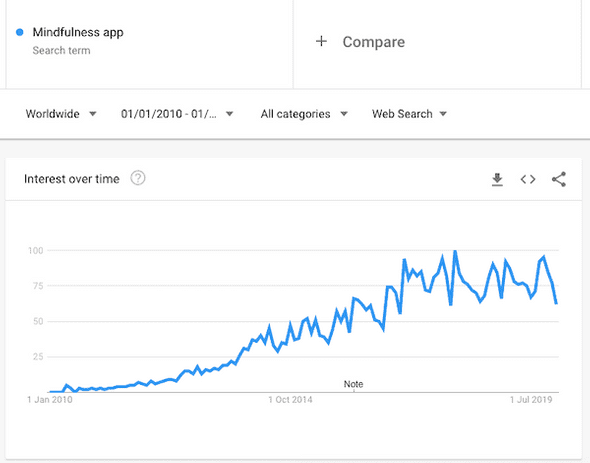 Mindfulness app
Search term
+ Compare
Worldwide 01/01/2010 - 01/... All categories Web Search
Interest over time ?
100
75
50
25
Note
1 Jan 2010 1 Oct 2014 1 Jul 2019